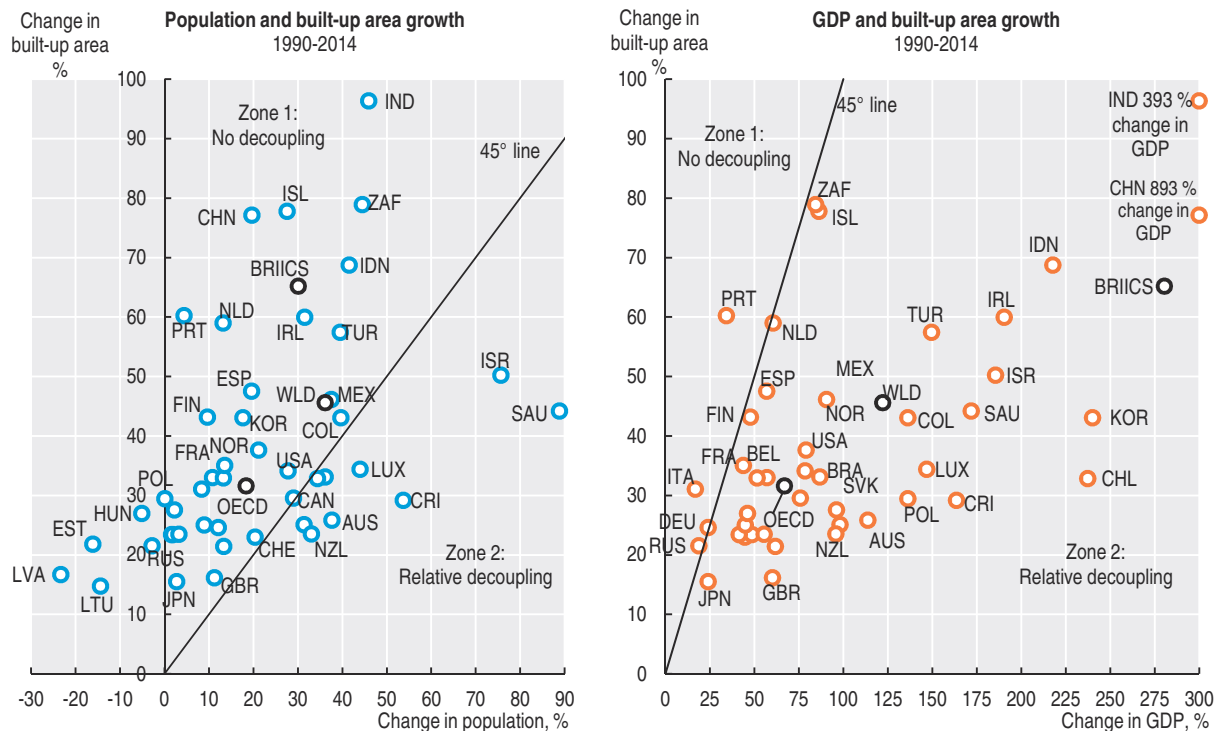 Change in
built-up area
%
Population and built-up area growth
1990-2014
100
90
80
70
60
50
40
30
20
10
0
-30
-20
-10
0
10
20
30
40
50
60
70
80
90
Change in population, %
Zone 1:
No decoupling
45° line
Zone 2:
Relative decoupling
IND
ISL
ZAF
CHN
BRIICS
IDN
NLD
PRT
IRL
TUR
ISR
ESP
WLD
MEX
SAU
FIN
KOR
COL
NOR
FRA
USA
LUX
POL
OECD
CAN
CRI
HUN
AUS
EST
RUS
CHE
NZL
LVA
LTU
JPN
GBR
Change in
built-up area
%
GDP and built-up area growth
1990-2014
100
90
80
70
60
50
40
30
20
10
0
0
25
50
75
100
125
150
175
200
225
250
275
300
Change in GDP, %
45° line
Zone 1:
No decoupling
IND 393 %
change in
GDP
CHN 893 %
change in
GDP
Zone 2:
Relative decoupling
ZAF
ISL
IDN
BRIICS
PRT
NLD
TUR
IRL
MEX
ISR
ESP
WLD
FIN
NOR
COL
SAU
KOR
USA
FRA
BEL
ITA
BRA
LUX
CHL
SVK
POL
CRI
DEU
OECD
AUS
RUS
NZL
JPN
GBR